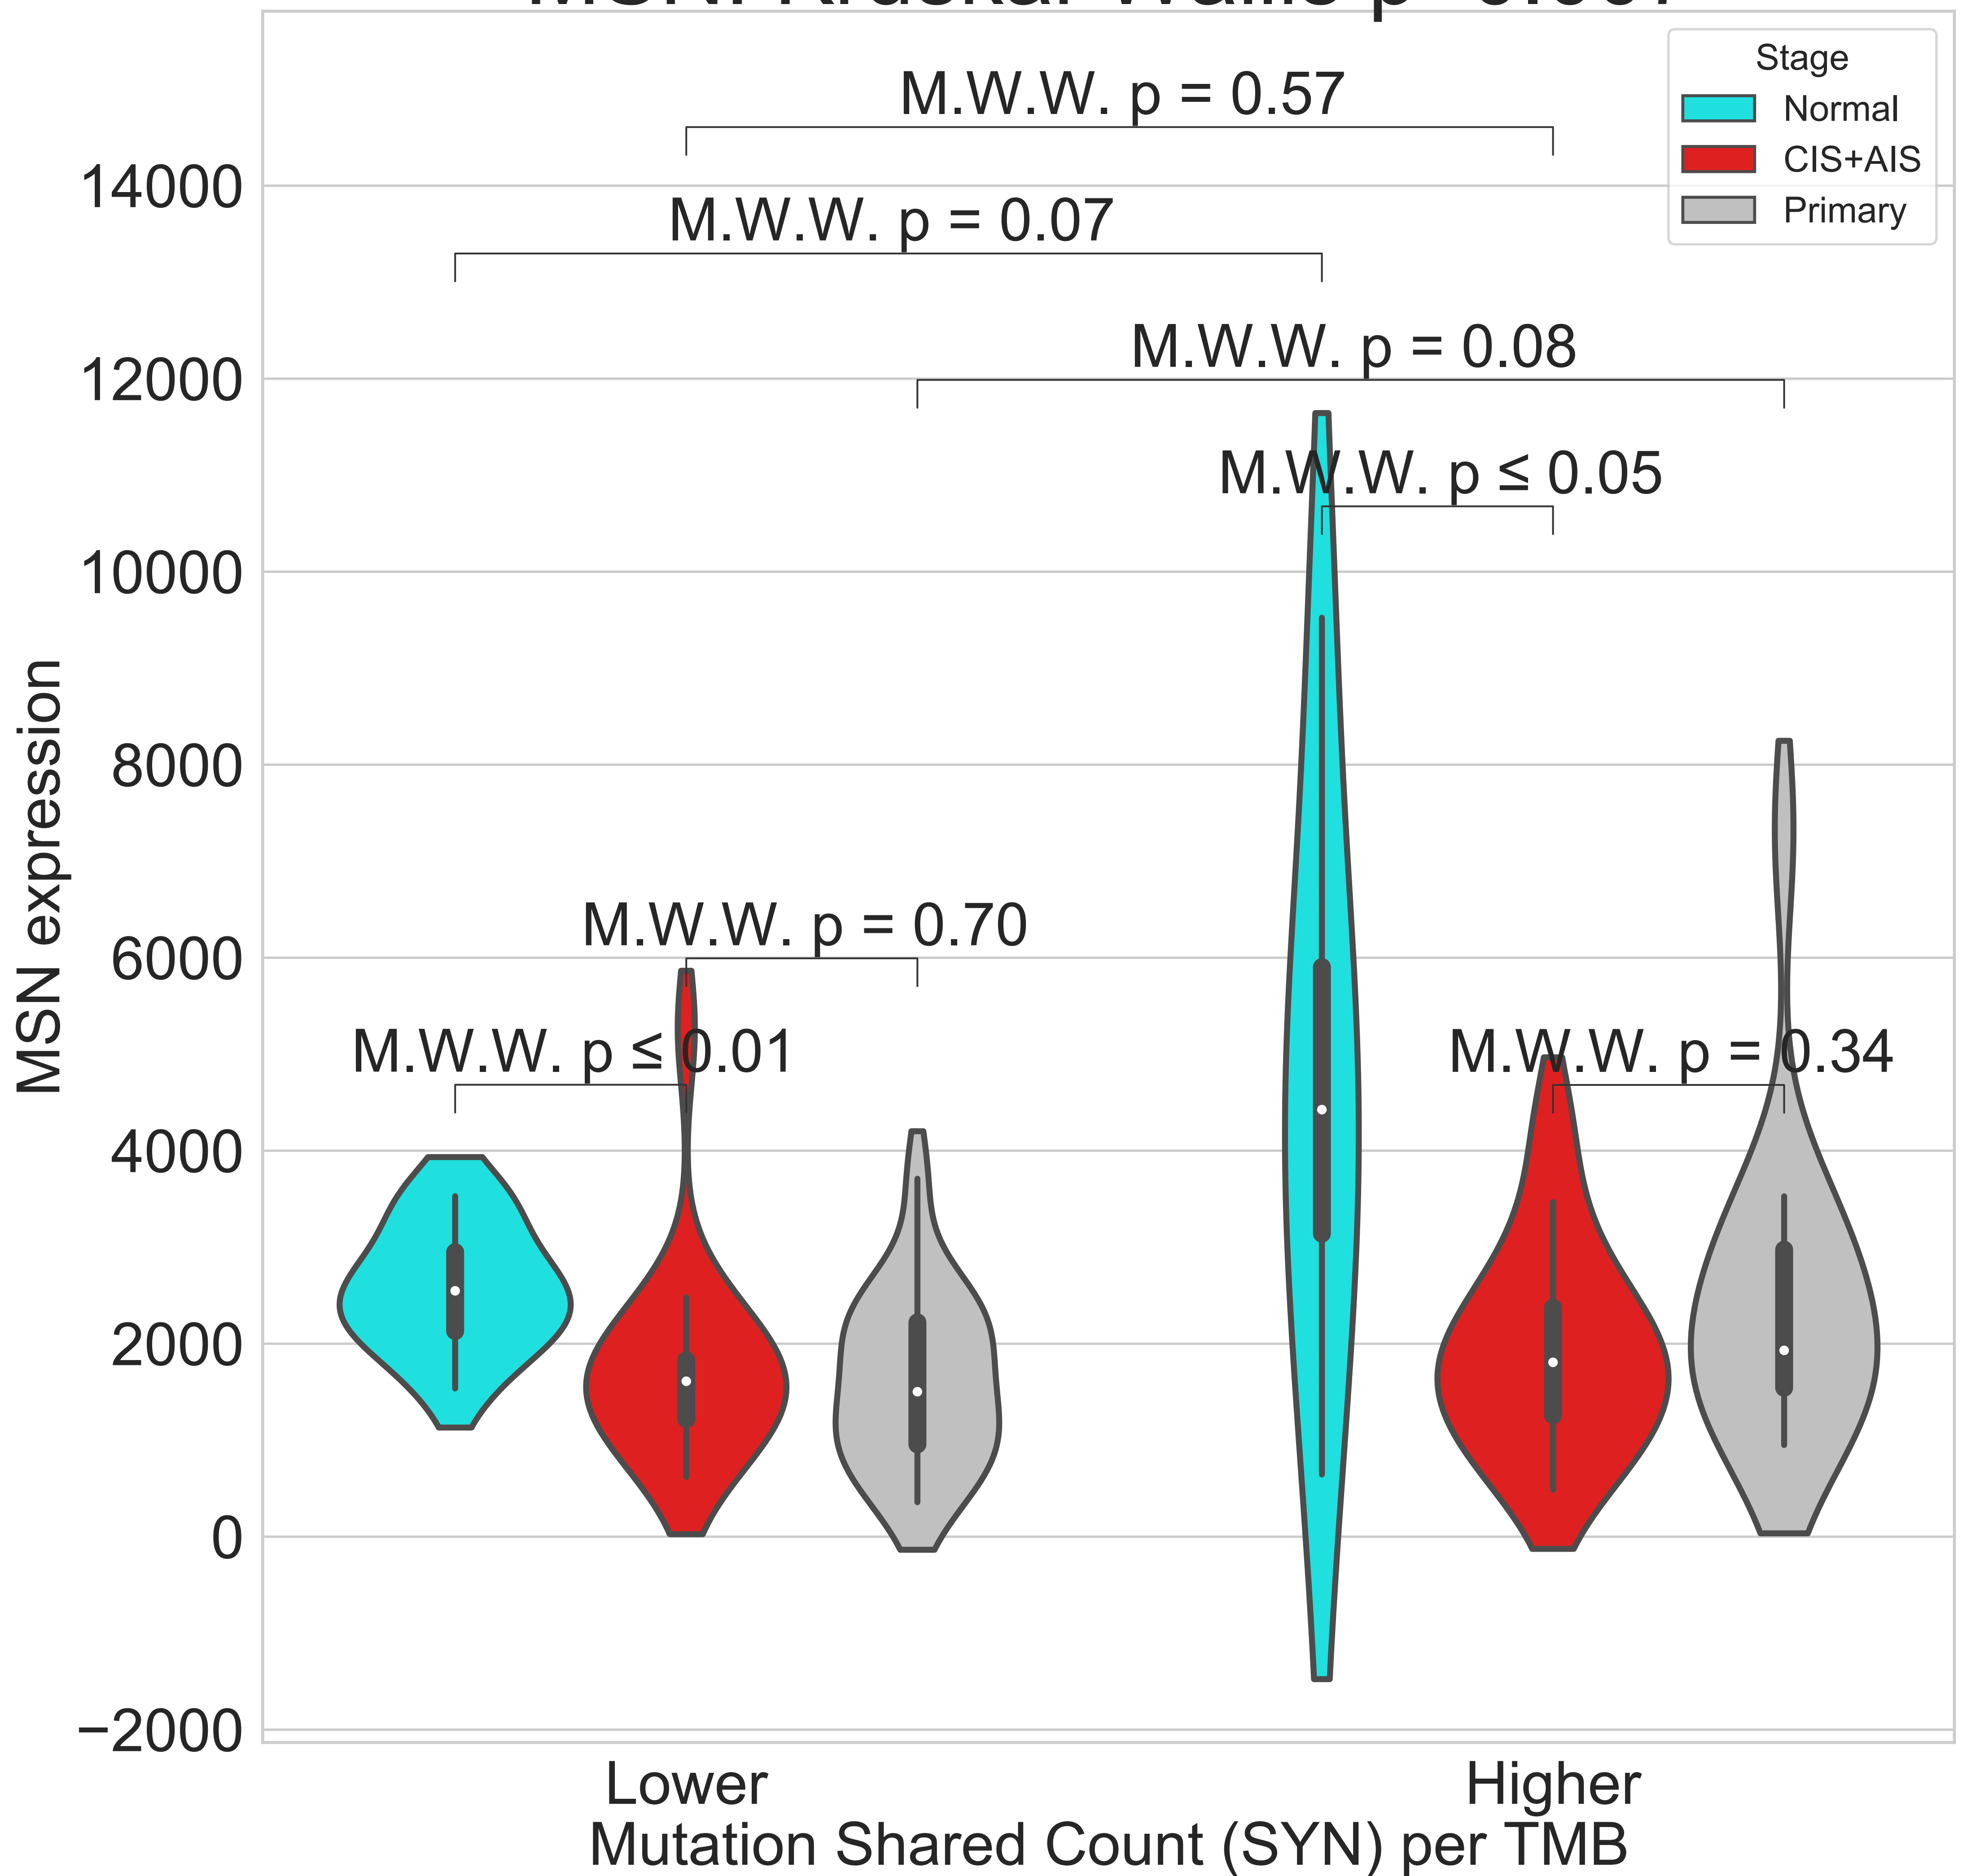 Stage
Normal
CIS+AIS
Primary
M.W.W. p = 0.57
M.W.W. p = 0.07
M.W.W. p = 0.08
M.W.W. p ≤ 0.05
M.W.W. p = 0.70
M.W.W. p ≤ 0.01
M.W.W. p = 0.34
14000
12000
10000
8000
6000
4000
2000
0
−2000
MSN expression
Lower
Higher
Mutation Shared Count (SYN) per TMB